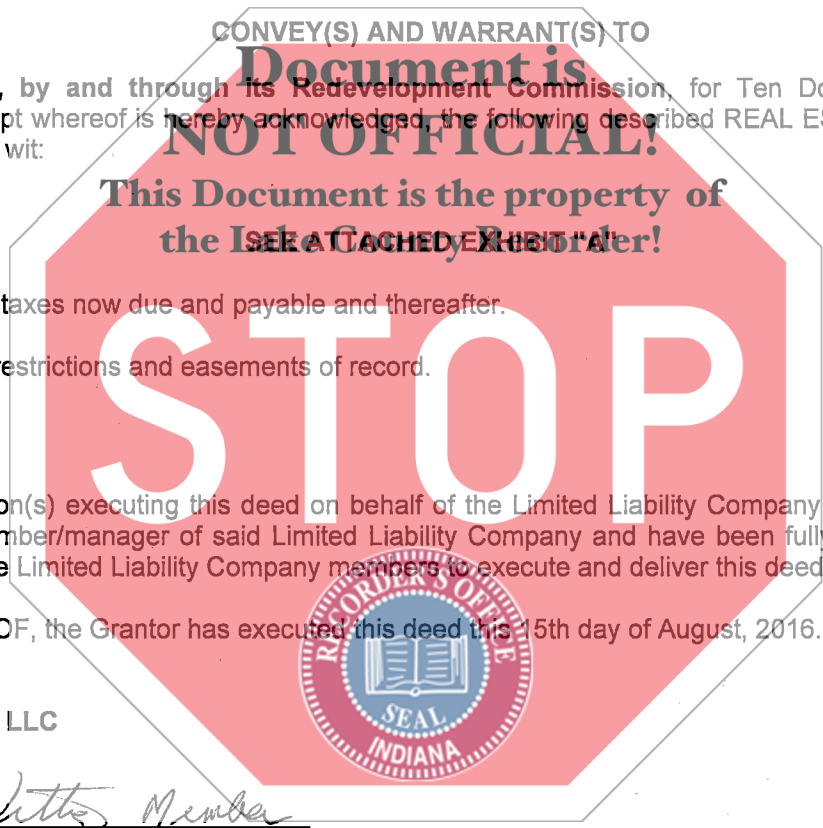 CONVEY(S) AND WARRANT(S) TO
Document is
, by and through its Redevelopment Commission, for Ten Do
pt whereof is hereby acknowledged, the following described REAL ES
NOT OFFICIAL!
wit:
This Document is the property of
the Lake County Recorder!
SEE ATTACHED EXHIBIT "A"
taxes now due and payable and thereafter.
restrictions and easements of record.
STOP
on(s) executing this deed on behalf of the Limited Liability Company
mber/manager of said Limited Liability Company and have been fully
e Limited Liability Company members to execute and deliver this deed
OF, the Grantor has executed this deed this 15th day of August, 2016.
RECORDER'S OFFICE
SEAL
INDIANA
LLC
Member